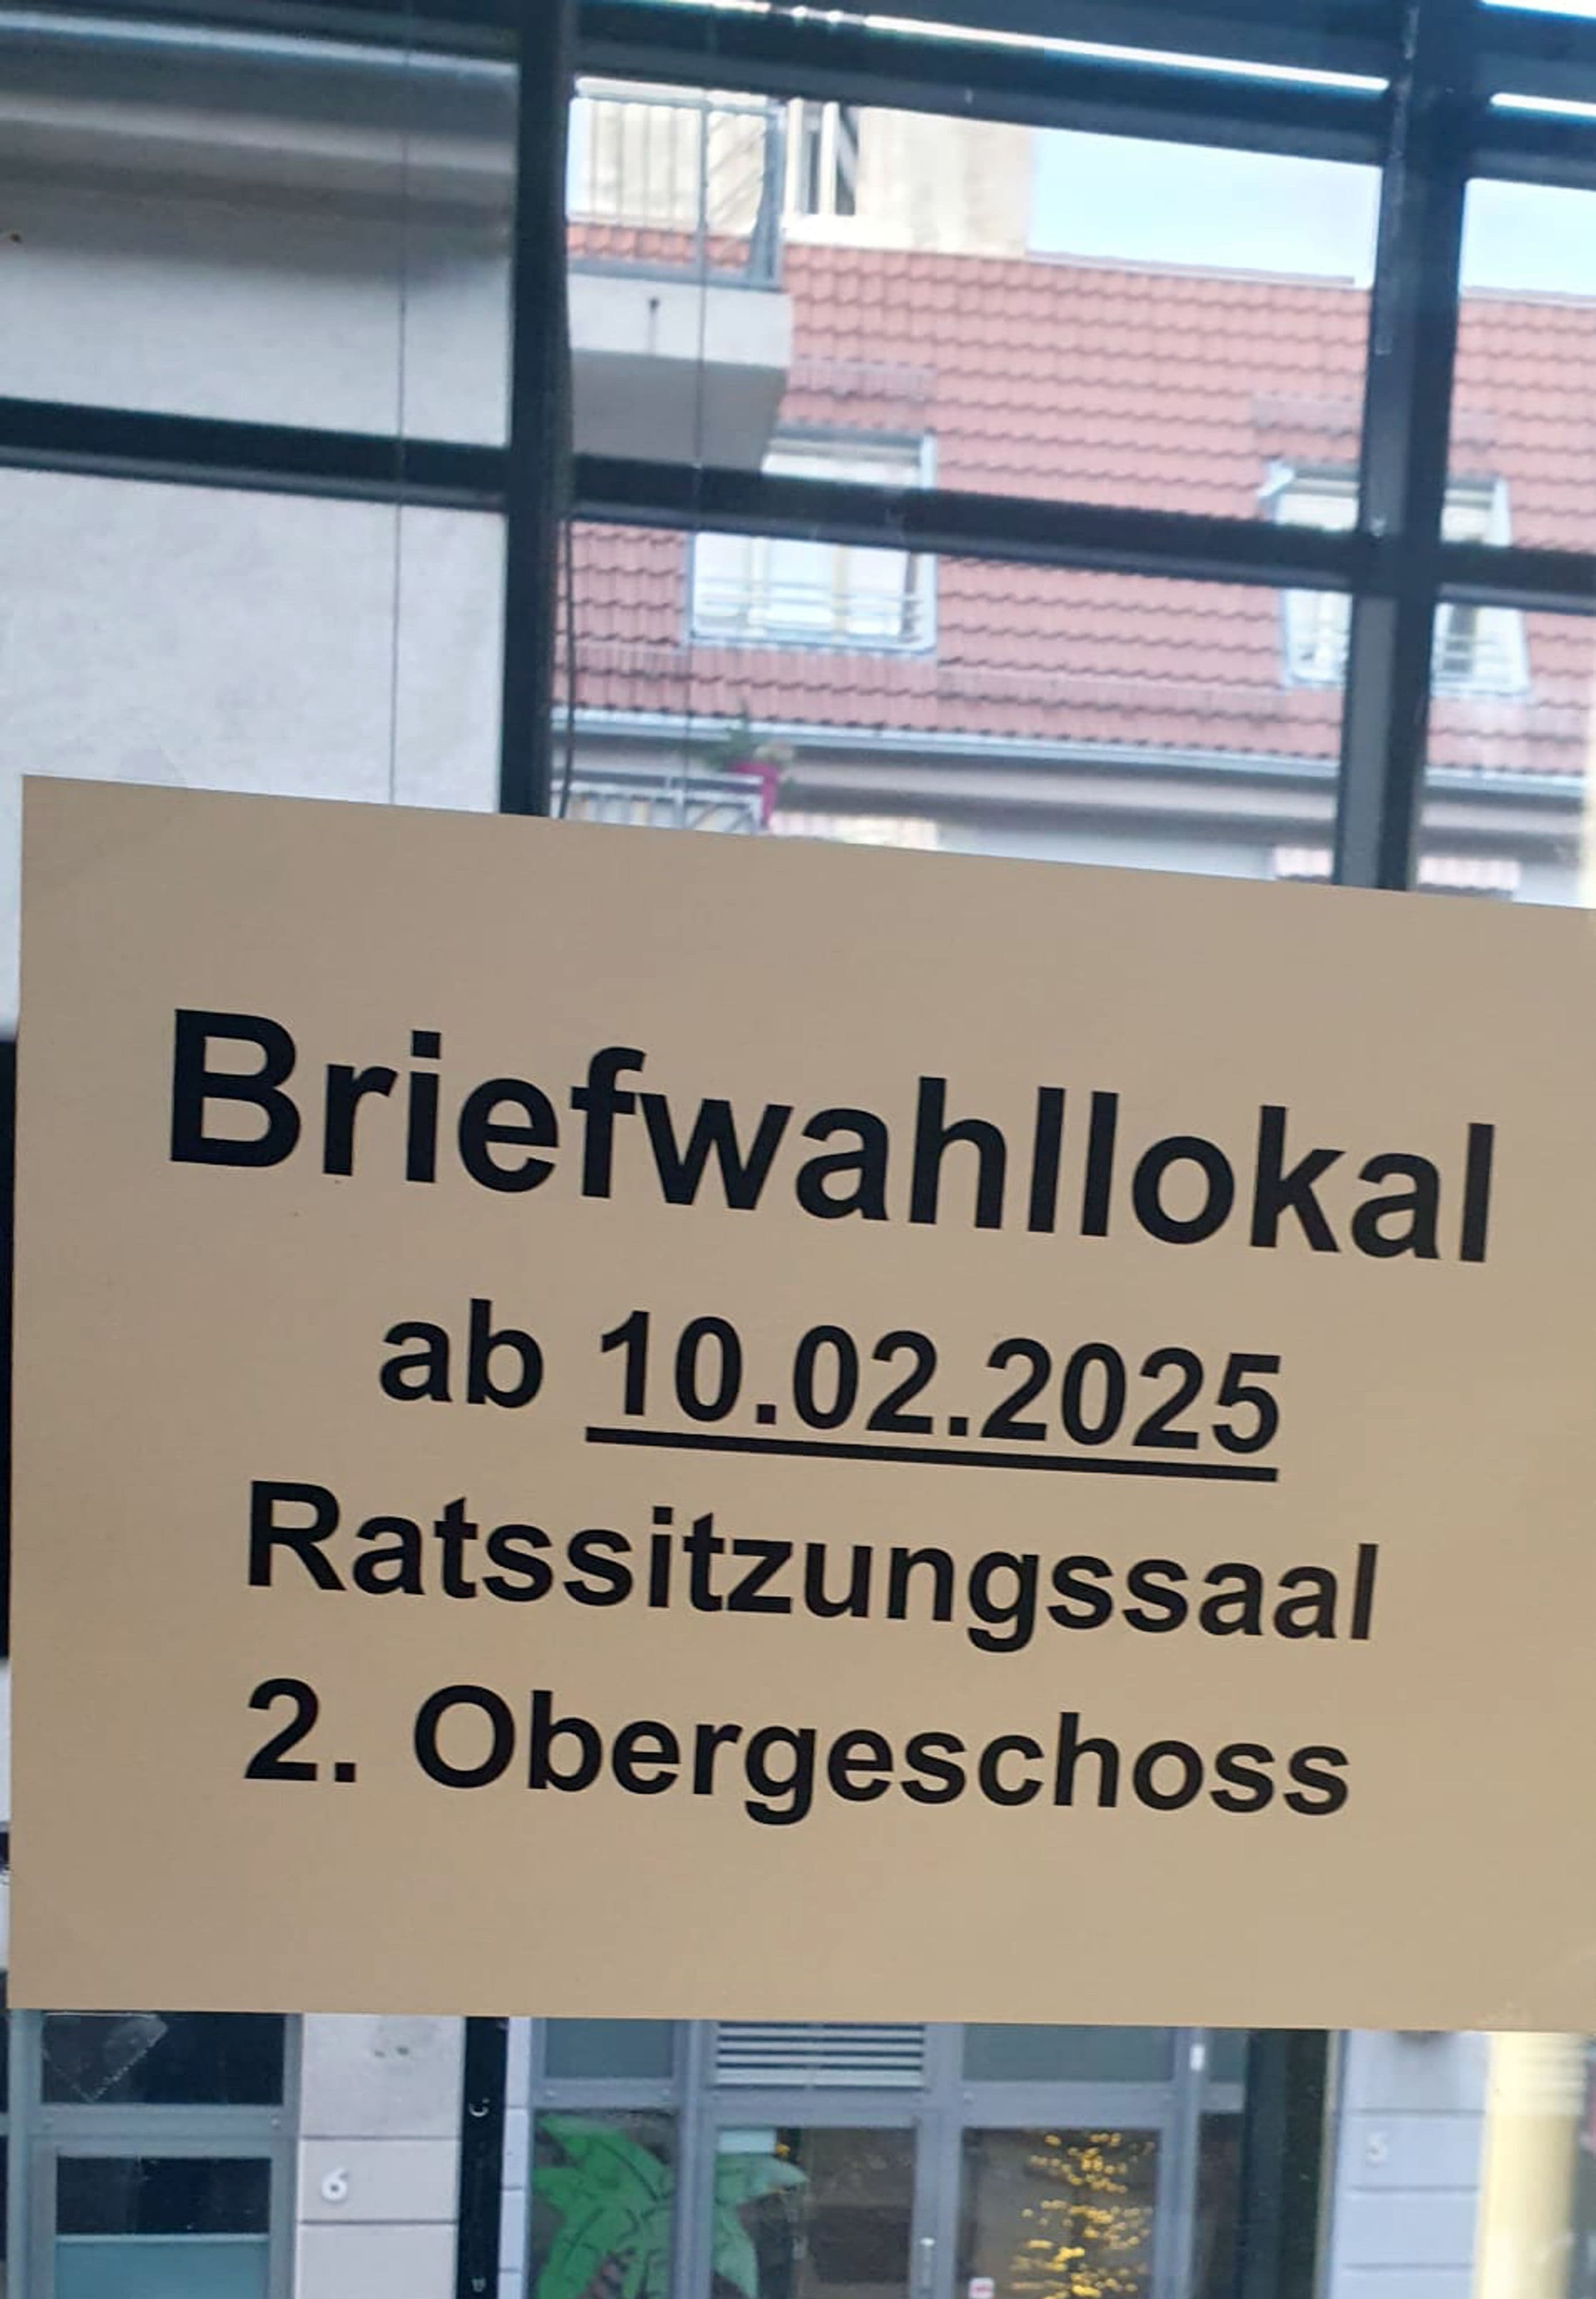 Briefwahllokal
ab 10.02.2025
Ratssitzungssaal
2. Obergeschoss
6